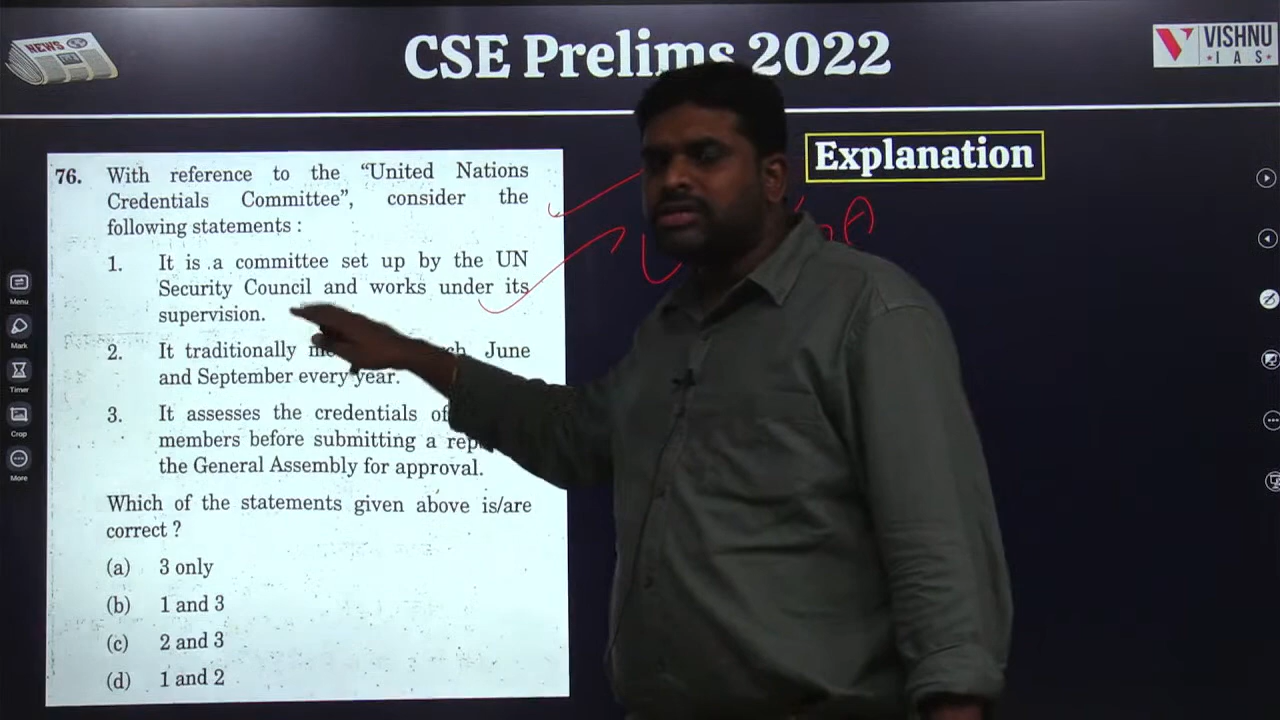 NEWS
CSE Prelims 2022
VISHNU
I A S
Explanation
76. With reference to the “United Nations
Credentials Committee”, consider the
following statements :
1. It is a committee set up by the UN
Security Council and works under its
supervision.
2. It traditionally June
and September every year.
3. It assesses the credentials of
members before submitting a
the General Assembly for approval.
Which of the statements given above is/are
correct ?
(a) 3 only
(b) 1 and 3
(c) 2 and 3
(d) 1 and 2
A
Menu
Mark
Timer
Crop
More